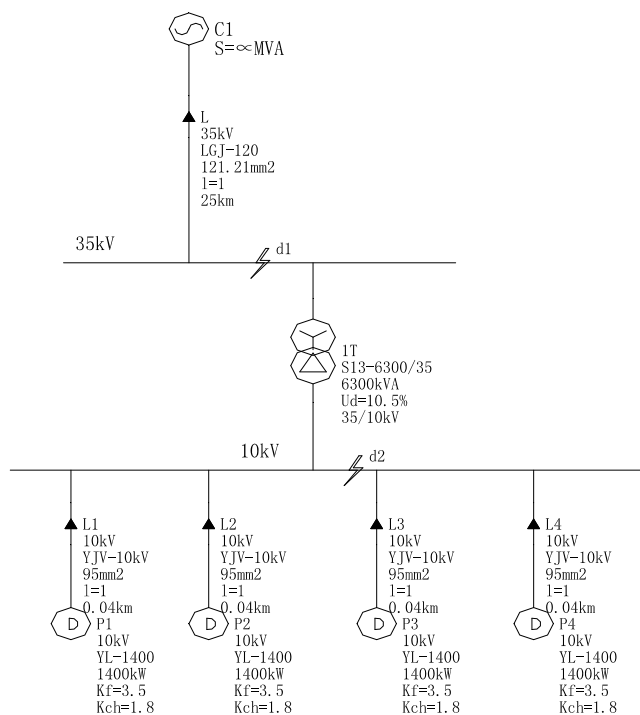 C1
S=∝MVA
L
35kV
LGJ-120
121.21mm2
l=1
25km
35kV
d1
1T
S13-6300/35
6300kVA
Ud=10.5%
35/10kV
10kV
d2
L1
10kV
YJV-10kV
95mm2
l=1
0.04km
D
P1
10kV
YL-1400
1400kW
Kf=3.5
Kch=1.8
L2
10kV
YJV-10kV
95mm2
l=1
0.04km
D
P2
10kV
YL-1400
1400kW
Kf=3.5
Kch=1.8
L3
10kV
YJV-10kV
95mm2
l=1
0.04km
D
P3
10kV
YL-1400
1400kW
Kf=3.5
Kch=1.8
L4
10kV
YJV-10kV
95mm2
l=1
0.04km
D
P4
10kV
YL-1400
1400kW
Kf=3.5
Kch=1.8